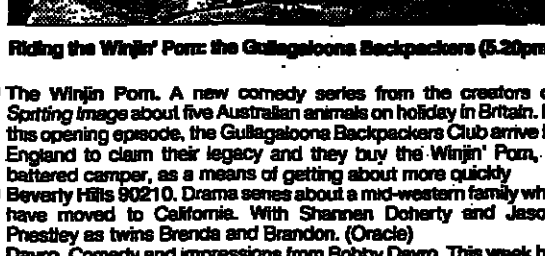 Riding the Winjin' Pom: the Gullagaloona Backpackers (5.20pm
The Winjin Pom. A new comedy series from the creators
Spitting Image about five Australian animals on holiday in Britain.
this opening episode, the Gullagaloona Backpackers Club arrive
England to claim their legacy and they buy the Winjin' Pom,
battered camper, as a means of getting about more quickly
Beverly Hills 90210. Drama series about a mid-western family
have moved to California. With Shannen Doherty and
Priestley as twins Brenda and Brandon. (Oracle)
Davro. Comedy and impressions from Bobby Davro. This week